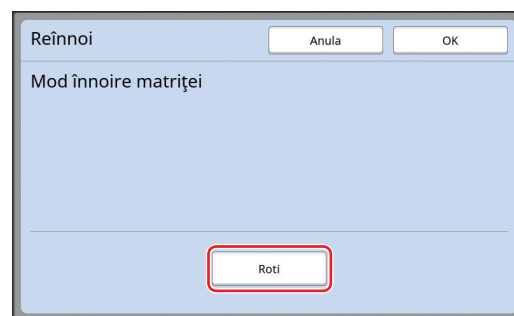 Reînnoi
Anula
OK
Mod înnoire matriţei
Roti